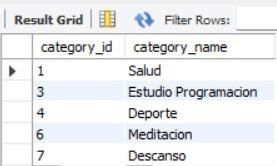 Result Grid Filter Rows:
category_id category_name
1 Salud
3 Estudio Programacion
4 Deporte
6 Meditacion
7 Descanso